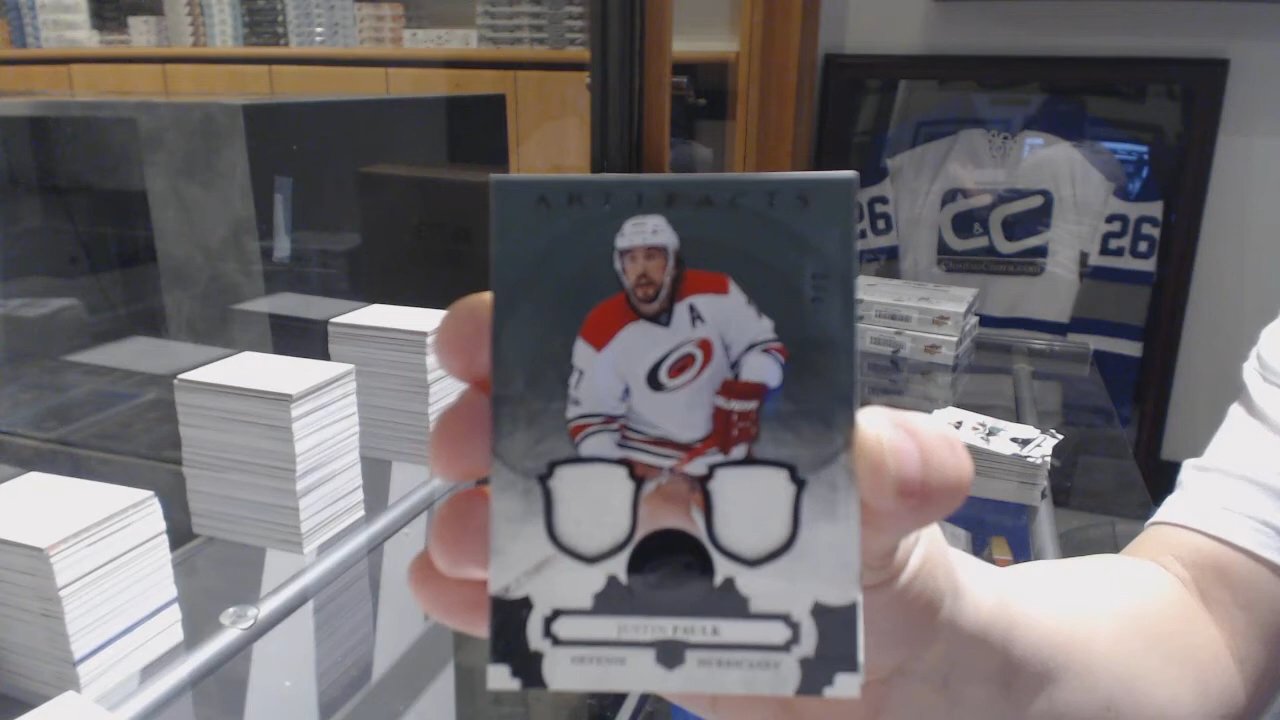 ARTIFACTS
A
JUSTIN FAULK
DEFENSE HURRICANES
26
C&C
26